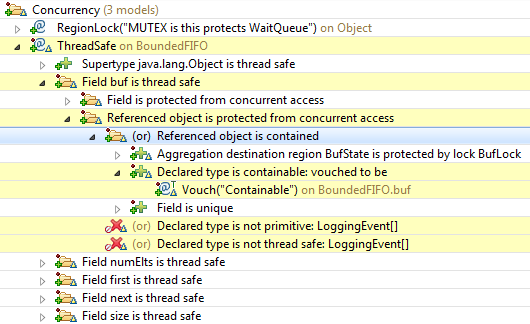 Concurrency (3 models)
RegionLock("MUTEX is this protects WaitQueue") on Object
ThreadSafe on BoundedFIFO
Supertype java.lang.Object is thread safe
Field buf is thread safe
Field is protected from concurrent access
Referenced object is protected from concurrent access
(or) Referenced object is contained
Aggregation destination region BufState is protected by lock BufLock
Declared type is containable: vouched to be
Vouch("Containable") on BoundedFIFO.buf
Field is unique
(or) Declared type is not primitive: LoggingEvent[]
(or) Declared type is not thread safe: LoggingEvent[]
Field numElts is thread safe
Field first is thread safe
Field next is thread safe
Field size is thread safe